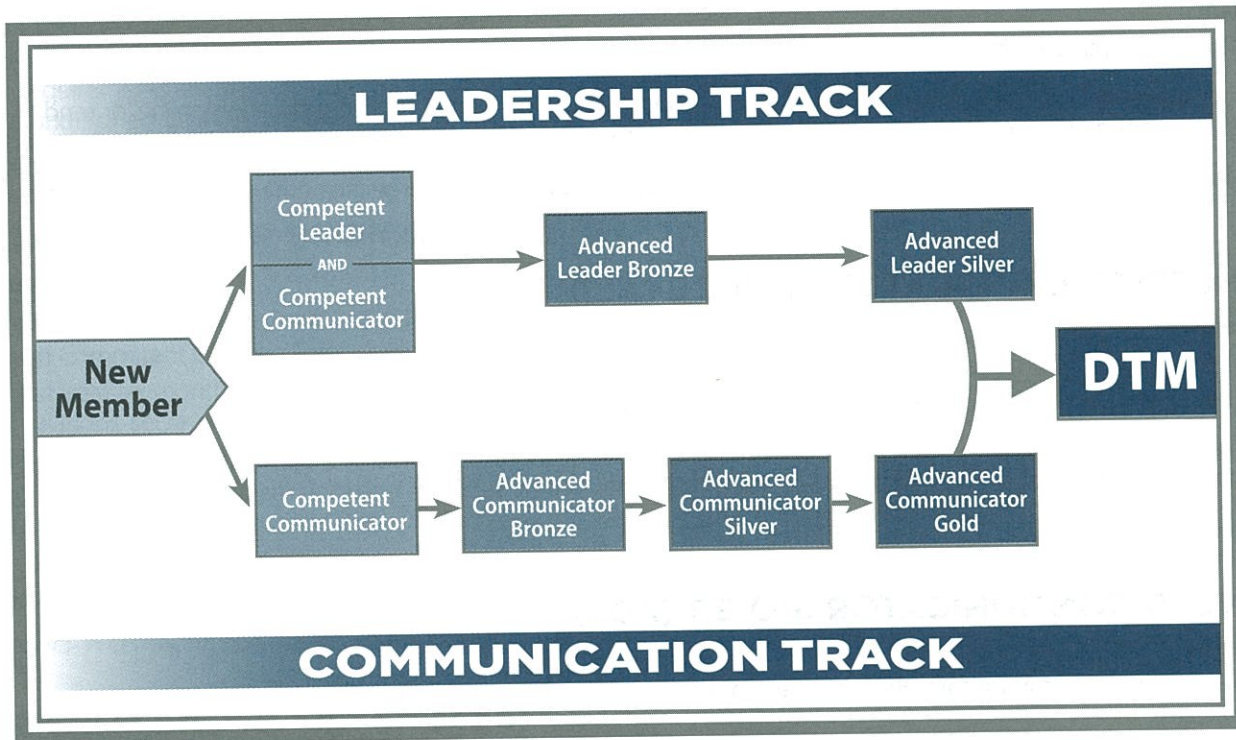 LEADERSHIP TRACK
Competent
Leader
AND
Competent
Communicator
Advanced
Leader Bronze
Advanced
Leader Silver
New
Member
DTM
Competent
Communicator
Advanced
Communicator
Bronze
Advanced
Communicator
Silver
Advanced
Communicator
Gold
COMMUNICATION TRACK